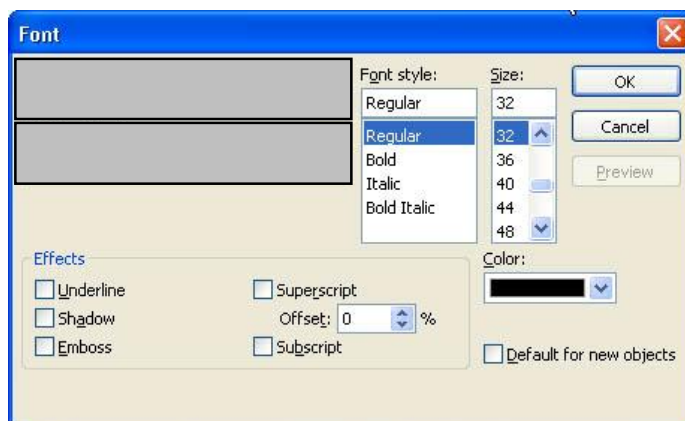 Font
Font style:
Size:
Regular
32
OK
Regular
Bold
Italic
Bold Italic
32
36
40
44
48
Cancel
Preview
Effects
Underline
Shadow
Emboss
Superscript
Offset: 0 %
Subscript
Color:
Default for new objects